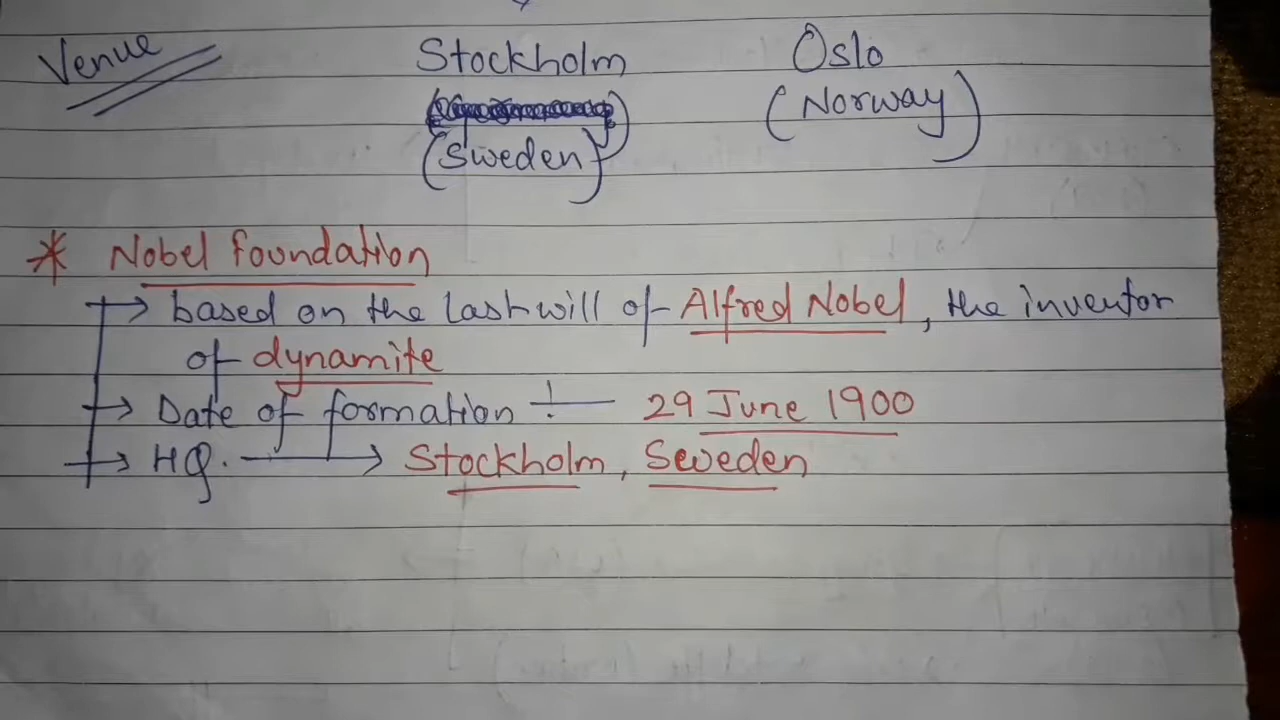 Venue Stockholm Oslo
(Norway)
(Sweden)
* Nobel foundation
→ based on the last will of Alfred Nobel, the inventor
of dynamite
→ Date of formation ÷— 29 June 1900
→ HQ. → Stockholm, Sweden